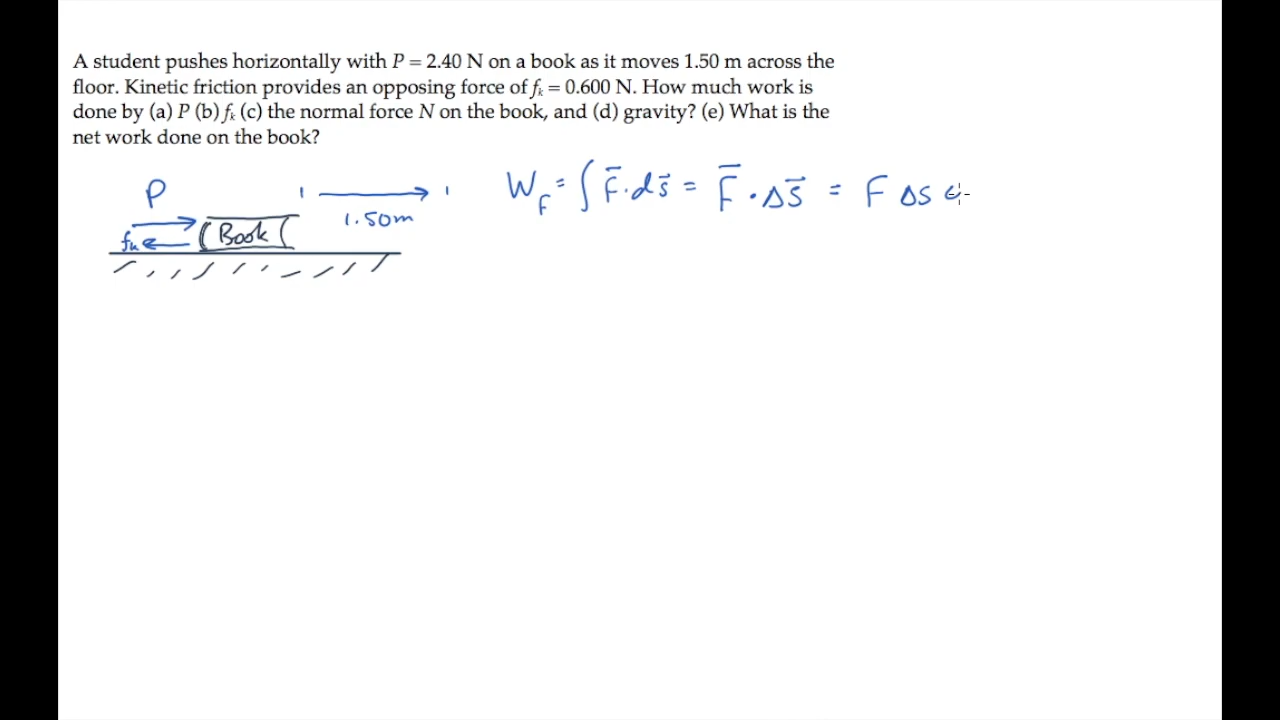 A student pushes horizontally with P = 2.40 N on a book as it moves 1.50 m across the
floor. Kinetic friction provides an opposing force of fₖ = 0.600 N. How much work is
done by (a) P (b) fₖ (c) the normal force N on the book, and (d) gravity? (e) What is the
net work done on the book?
P
1.50m
fₖ
Book
W_F = ∫ F⃗ · ds⃗ = F⃗ · Δs⃗ = F Δs